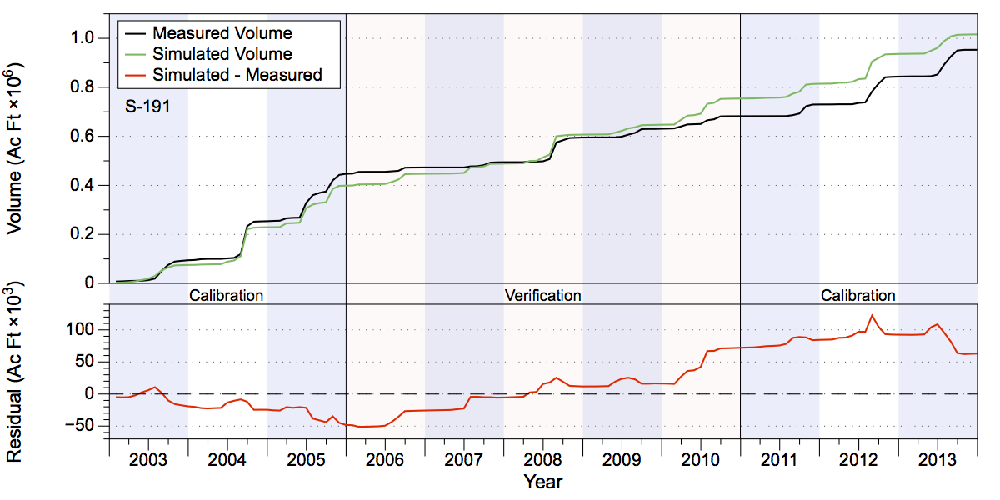 Measured Volume
Simulated Volume
Simulated - Measured
S-191
Volume (Ac Ft ×10⁶)
1.0
0.8
0.6
0.4
0.2
0
Calibration Verification Calibration
Residual (Ac Ft ×10³)
100
50
0
−50
2003 2004 2005 2006 2007 2008 2009 2010 2011 2012 2013
Year